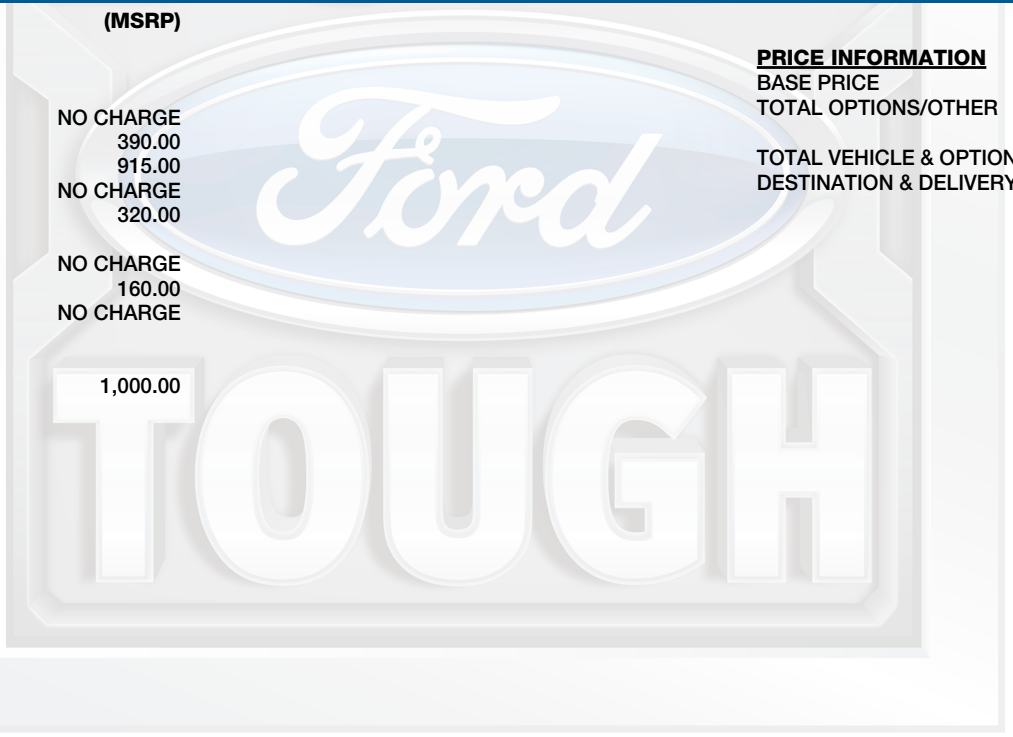 (MSRP)
NO CHARGE
390.00
915.00
NO CHARGE
320.00
NO CHARGE
160.00
NO CHARGE
1,000.00
PRICE INFORMATION
BASE PRICE
TOTAL OPTIONS/OTHER
TOTAL VEHICLE & OPTION
DESTINATION & DELIVERY
Ford
TOUGH